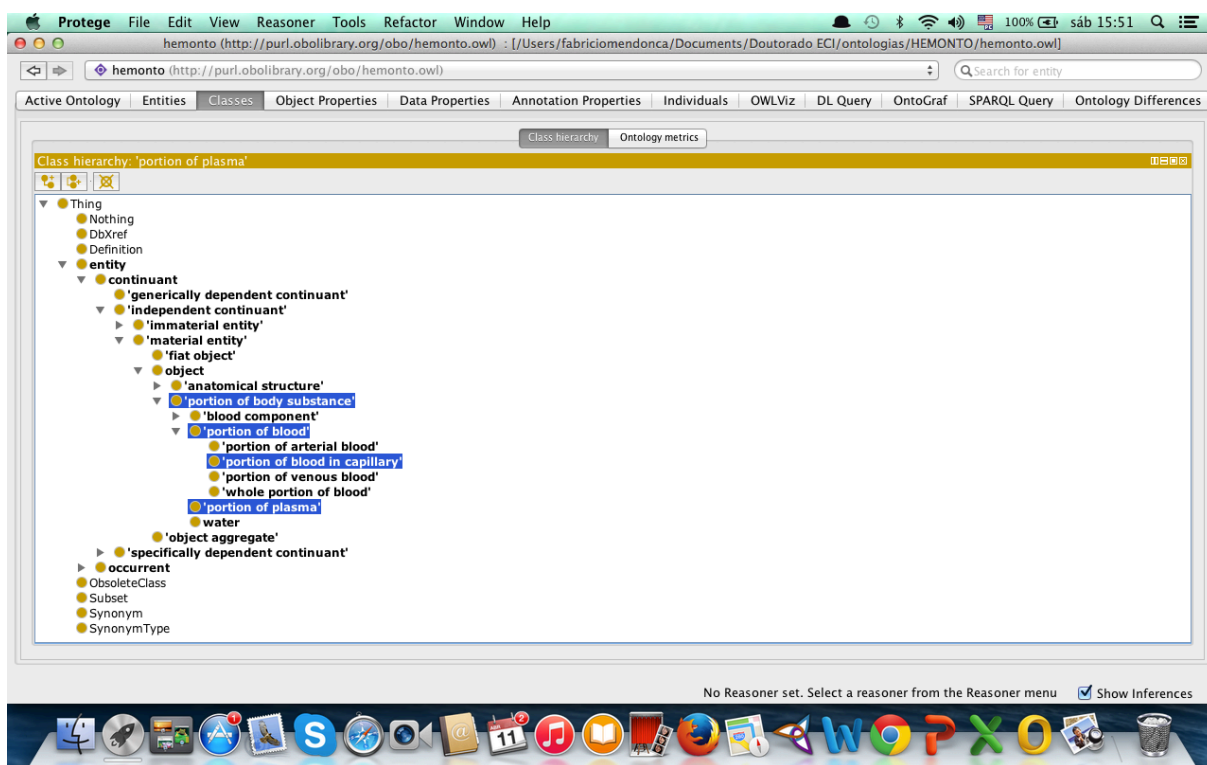 Protege File Edit View Reasoner Tools Refactor Window Help 100% sáb 15:51
hemonto (http://purl.obolibrary.org/obo/hemonto.owl) : [/Users/fabriciomendonca/Documents/Doutorado ECI/ontologias/HEMONTO/hemonto.owl]
hemonto (http://purl.obolibrary.org/obo/hemonto.owl) Search for entity
Active Ontology Entities Classes Object Properties Data Properties Annotation Properties Individuals OWLViz DL Query OntoGraf SPARQL Query Ontology Differences
Class hierarchy Ontology metrics
Class hierarchy: 'portion of plasma'
Thing
Nothing
DbXref
Definition
entity
continuant
'generically dependent continuant'
'independent continuant'
'immaterial entity'
'material entity'
'fiat object'
object
'anatomical structure'
'portion of body substance'
'blood component'
'portion of blood'
'portion of arterial blood'
'portion of blood in capillary'
'portion of venous blood'
'whole portion of blood'
'portion of plasma'
water
'object aggregate'
'specifically dependent continuant'
occurrent
ObsoleteClass
Subset
Synonym
SynonymType
No Reasoner set. Select a reasoner from the Reasoner menu Show Inferences
1 2 11